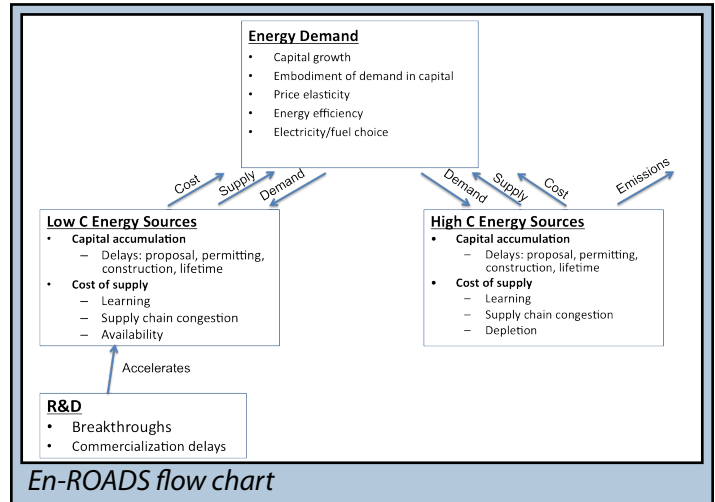 Energy Demand
• Capital growth
• Embodiment of demand in capital
• Price elasticity
• Energy efficiency
• Electricity/fuel choice
Cost
Supply
Demand
Demand
Supply
Cost
Emissions
Low C Energy Sources
• Capital accumulation
– Delays: proposal, permitting,
construction, lifetime
• Cost of supply
– Learning
– Supply chain congestion
– Availability
High C Energy Sources
• Capital accumulation
– Delays: proposal, permitting,
construction, lifetime
• Cost of supply
– Learning
– Supply chain congestion
– Depletion
Accelerates
R&D
• Breakthroughs
• Commercialization delays
En-ROADS flow chart